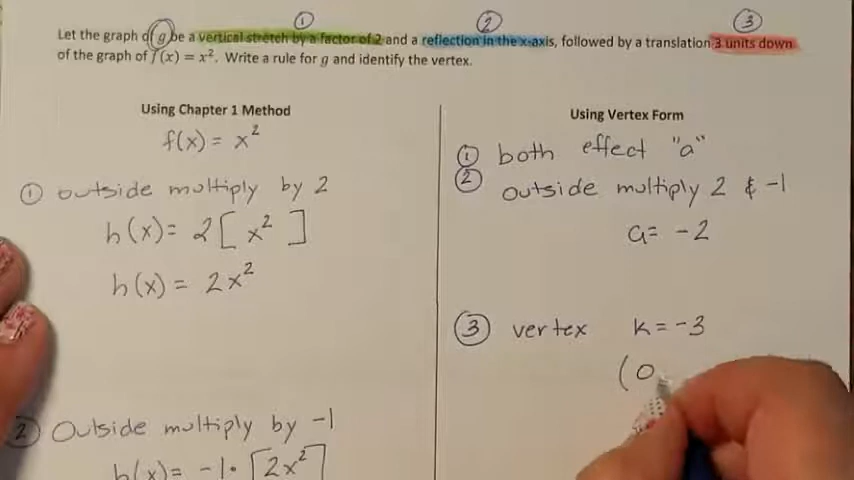 ① ② ③
Let the graph of g be a vertical stretch by a factor of 2 and a reflection in the x-axis, followed by a translation 3 units down
of the graph of f(x) = x². Write a rule for g and identify the vertex.
Using Chapter 1 Method
f(x) = x²
① outside multiply by 2
h(x) = 2[ x² ]
h(x) = 2x²
② Outside multiply by -1
h(x) = -1 · [2x²]
Using Vertex Form
① both effect "a"
② outside multiply 2 & -1
a = -2
③ vertex k = -3
(0